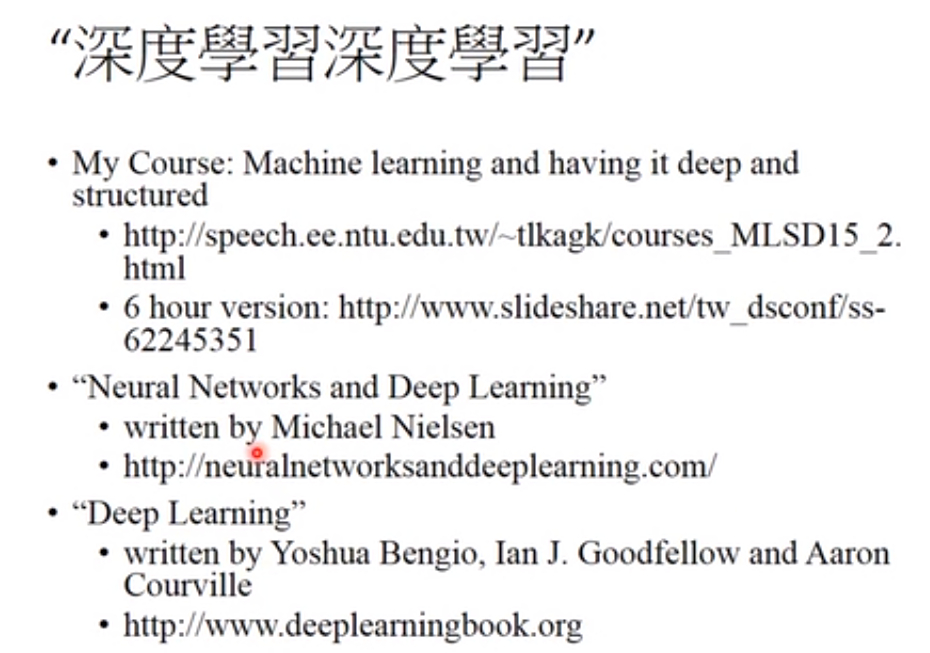 “深度學習深度學習”
• My Course: Machine learning and having it deep and
structured
• http://speech.ee.ntu.edu.tw/~tlkagk/courses_MLSD15_2.
html
• 6 hour version: http://www.slideshare.net/tw_dsconf/ss-
62245351
• “Neural Networks and Deep Learning”
• written by Michael Nielsen
• http://neuralnetworksanddeeplearning.com/
• “Deep Learning”
• written by Yoshua Bengio, Ian J. Goodfellow and Aaron
Courville
• http://www.deeplearningbook.org